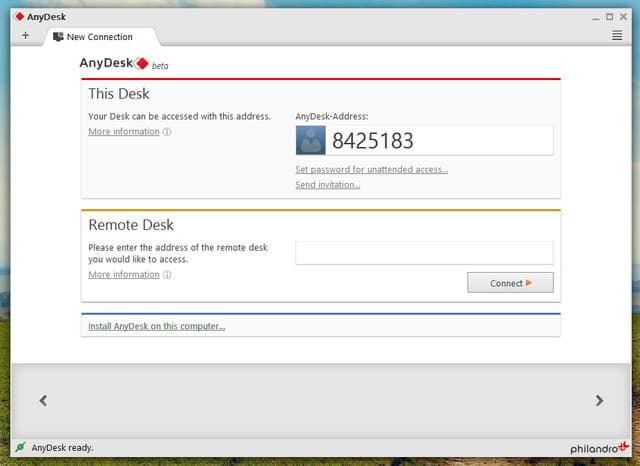 AnyDesk
+ New Connection
AnyDesk beta
This Desk
Your Desk can be accessed with this address.
More information
AnyDesk-Address:
8425183
Set password for unattended access...
Send invitation...
Remote Desk
Please enter the address of the remote desk
you would like to access.
More information
Connect
Install AnyDesk on this computer...
AnyDesk ready.
philandro